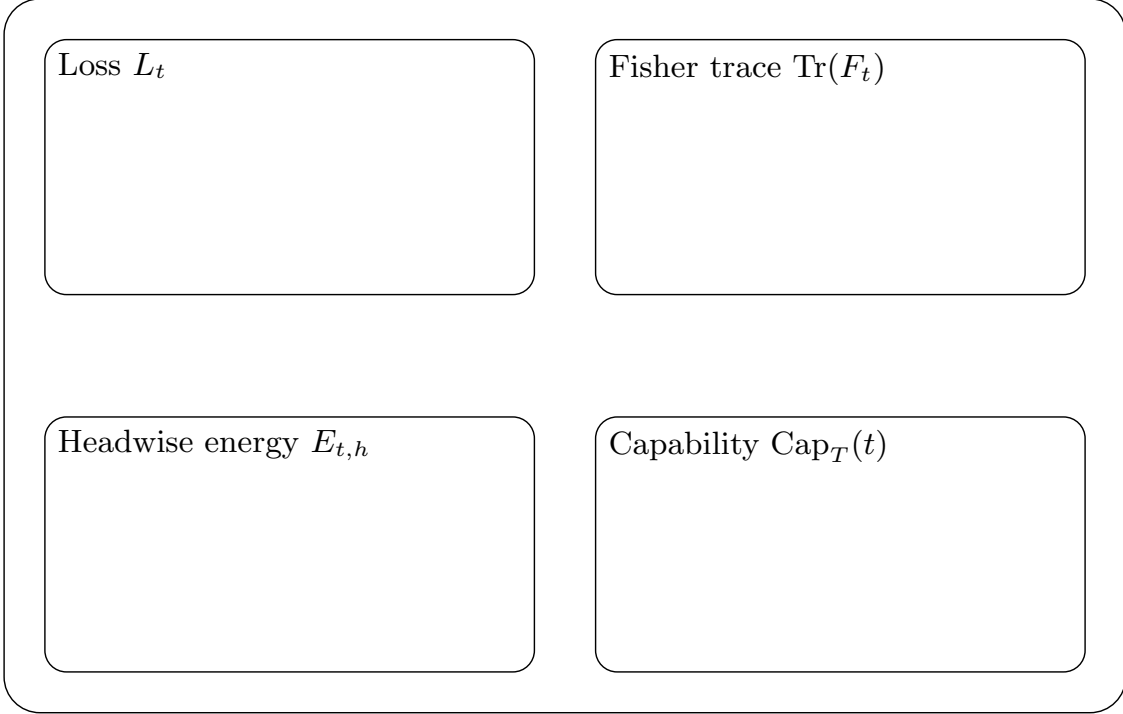 Loss $L_t$
Fisher trace $\mathrm{Tr}(F_t)$
Headwise energy $E_{t,h}$
Capability $\mathrm{Cap}_T(t)$